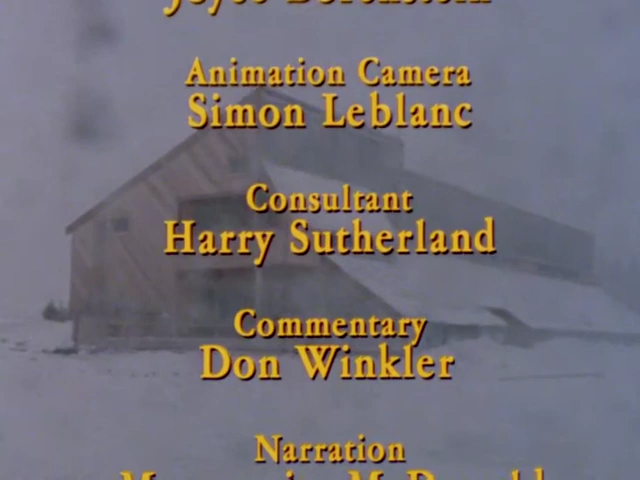 Animation Camera
Simon Leblanc
Consultant
Harry Sutherland
Commentary
Don Winkler
Narration